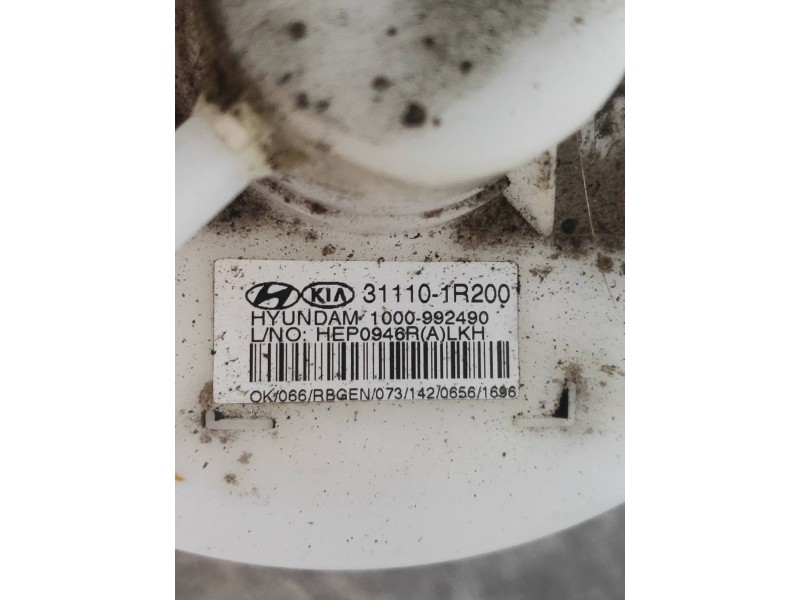 KIA 31110-1R200
HYUNDAM 1000-992490
L/NO: HEP0946R(A)LKH
OK/066/RBGEN/073/142/0656/1696